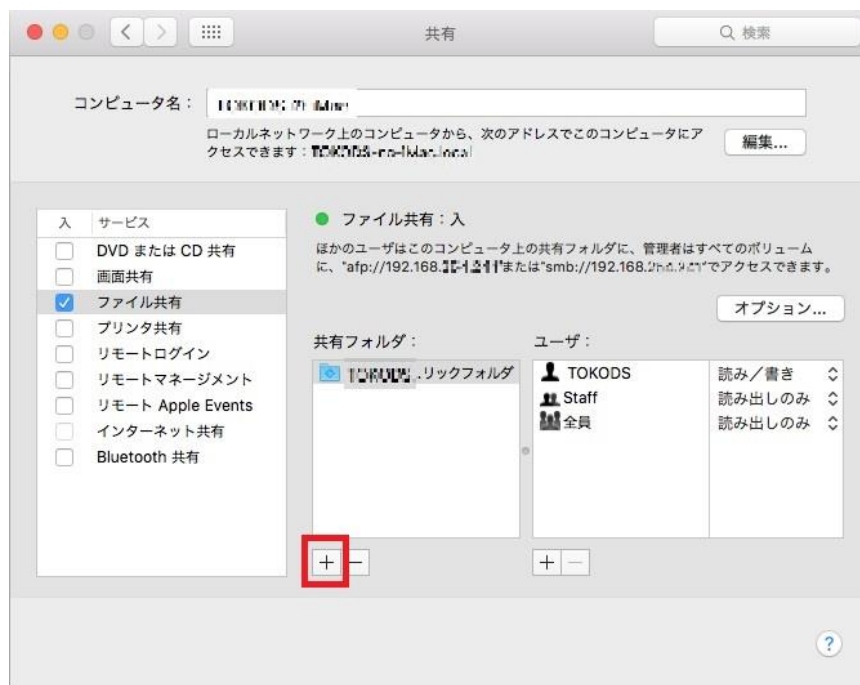 共有
検索
コンピュータ名：
ローカルネットワーク上のコンピュータから、次のアドレスでこのコンピュータにア
クセスできます：
編集...
入 サービス
DVD または CD 共有
画面共有
ファイル共有
プリンタ共有
リモートログイン
リモートマネージメント
リモート Apple Events
インターネット共有
Bluetooth 共有
ファイル共有：入
ほかのユーザはこのコンピュータ上の共有フォルダに、管理者はすべてのボリューム
に、"afp://192.168.または"smb://192.168.でアクセスできます。
オプション...
共有フォルダ：
リックフォルダ
ユーザ：
TOKODS 読み／書き
Staff 読み出しのみ
全員 読み出しのみ
+ −
+ −
?